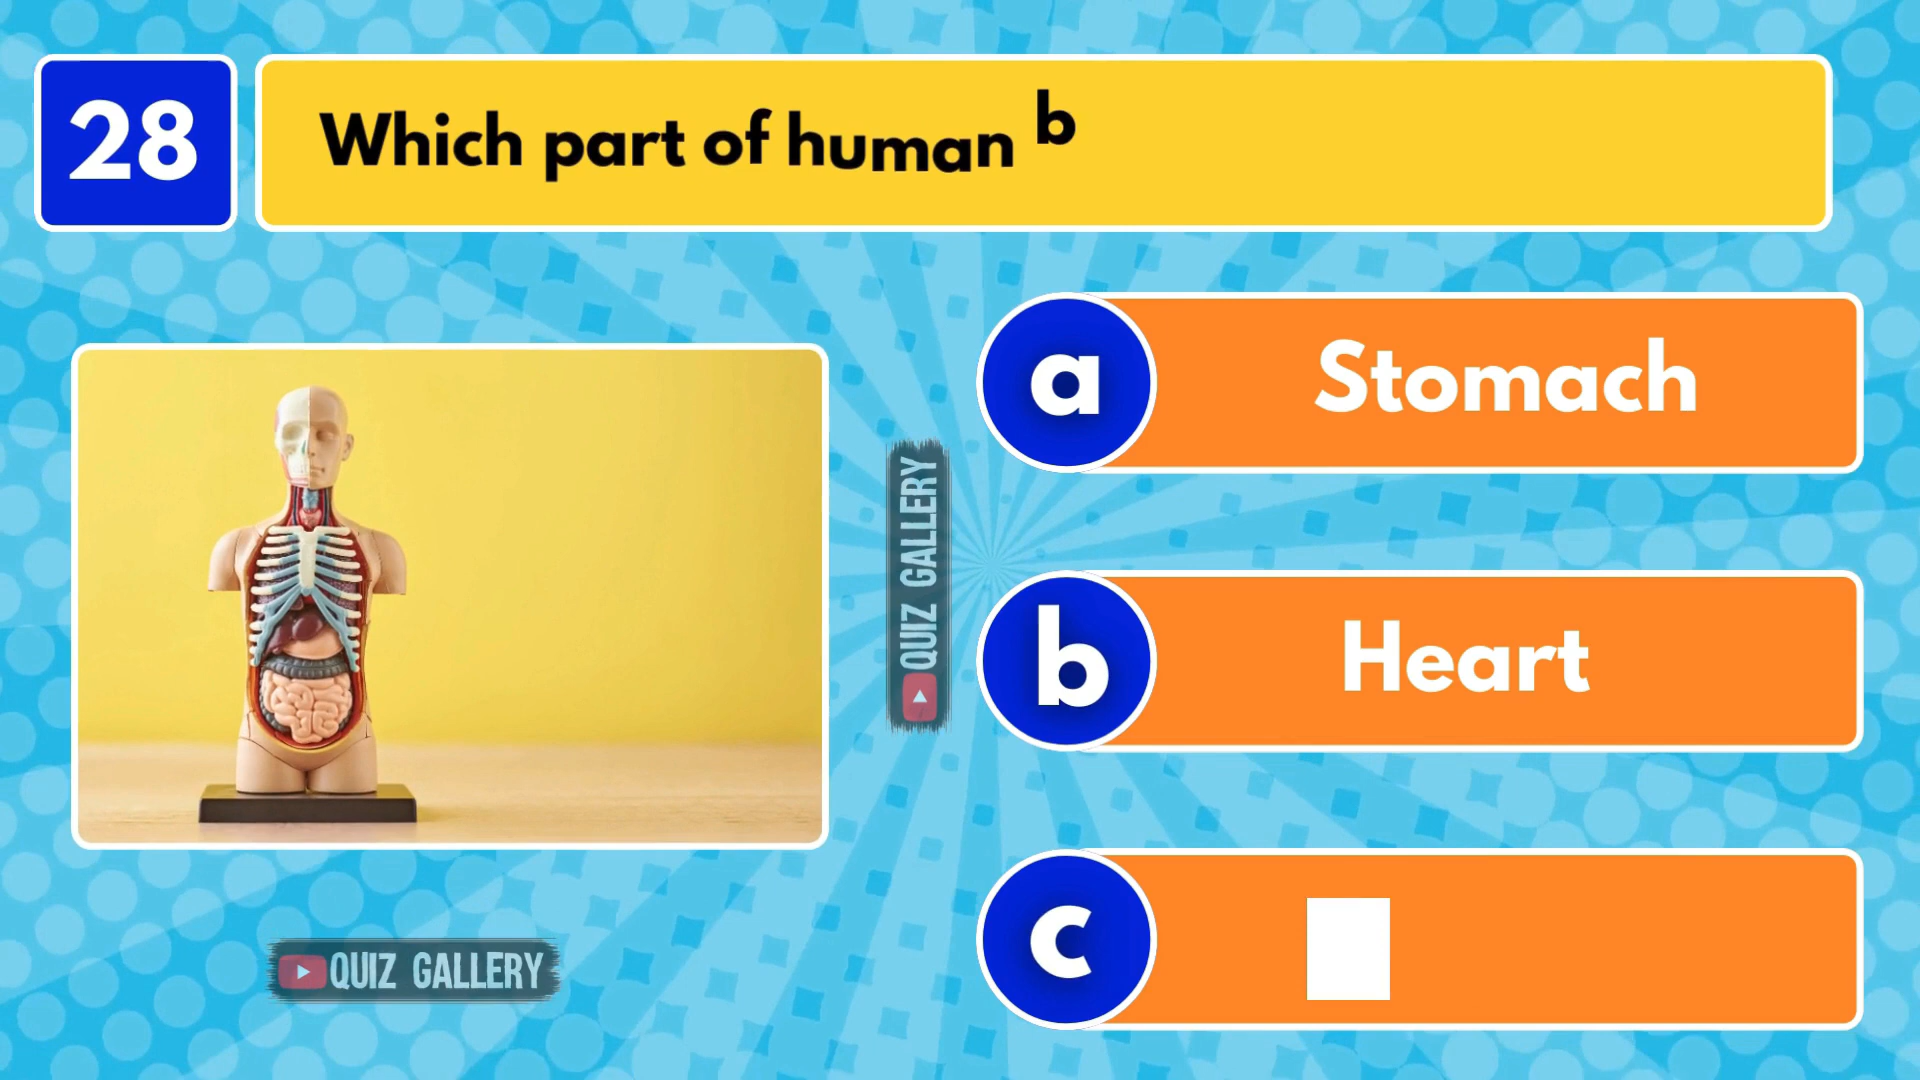 28
Which part of human b
a
Stomach
QUIZ GALLERY
b
Heart
c
QUIZ GALLERY